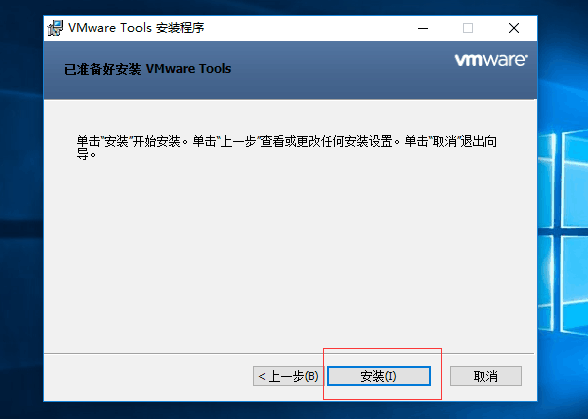 VMware Tools 安装程序
已准备好安装 VMware Tools
vmware
单击“安装”开始安装。单击“上一步”查看或更改任何安装设置。单击“取消”退出向
导。
< 上一步(B)
安装(I)
取消